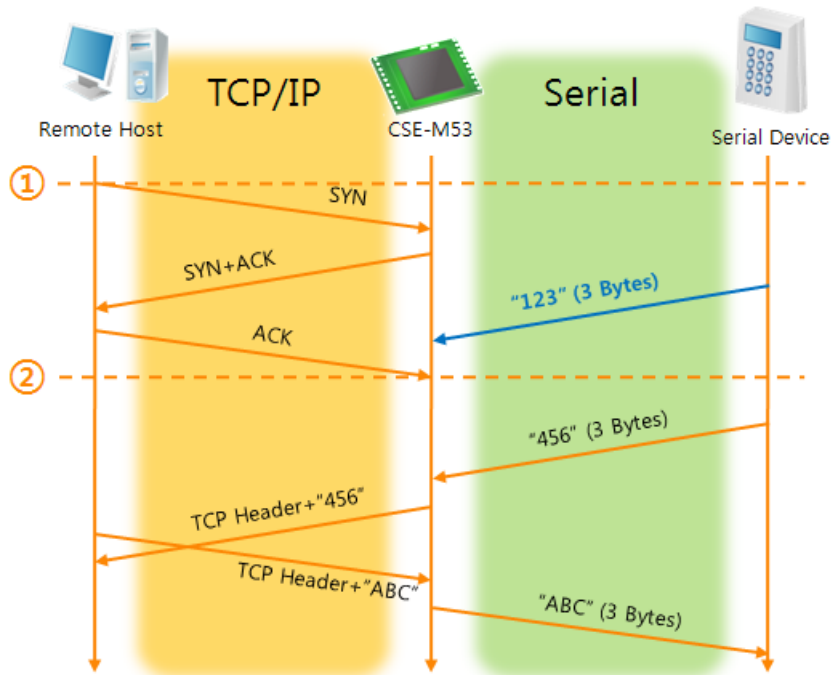 TCP/IP
Serial
Remote Host
CSE-M53
Serial Device
①
SYN
SYN+ACK
“123” (3 Bytes)
ACK
②
“456” (3 Bytes)
TCP Header+“456”
TCP Header+“ABC”
“ABC” (3 Bytes)